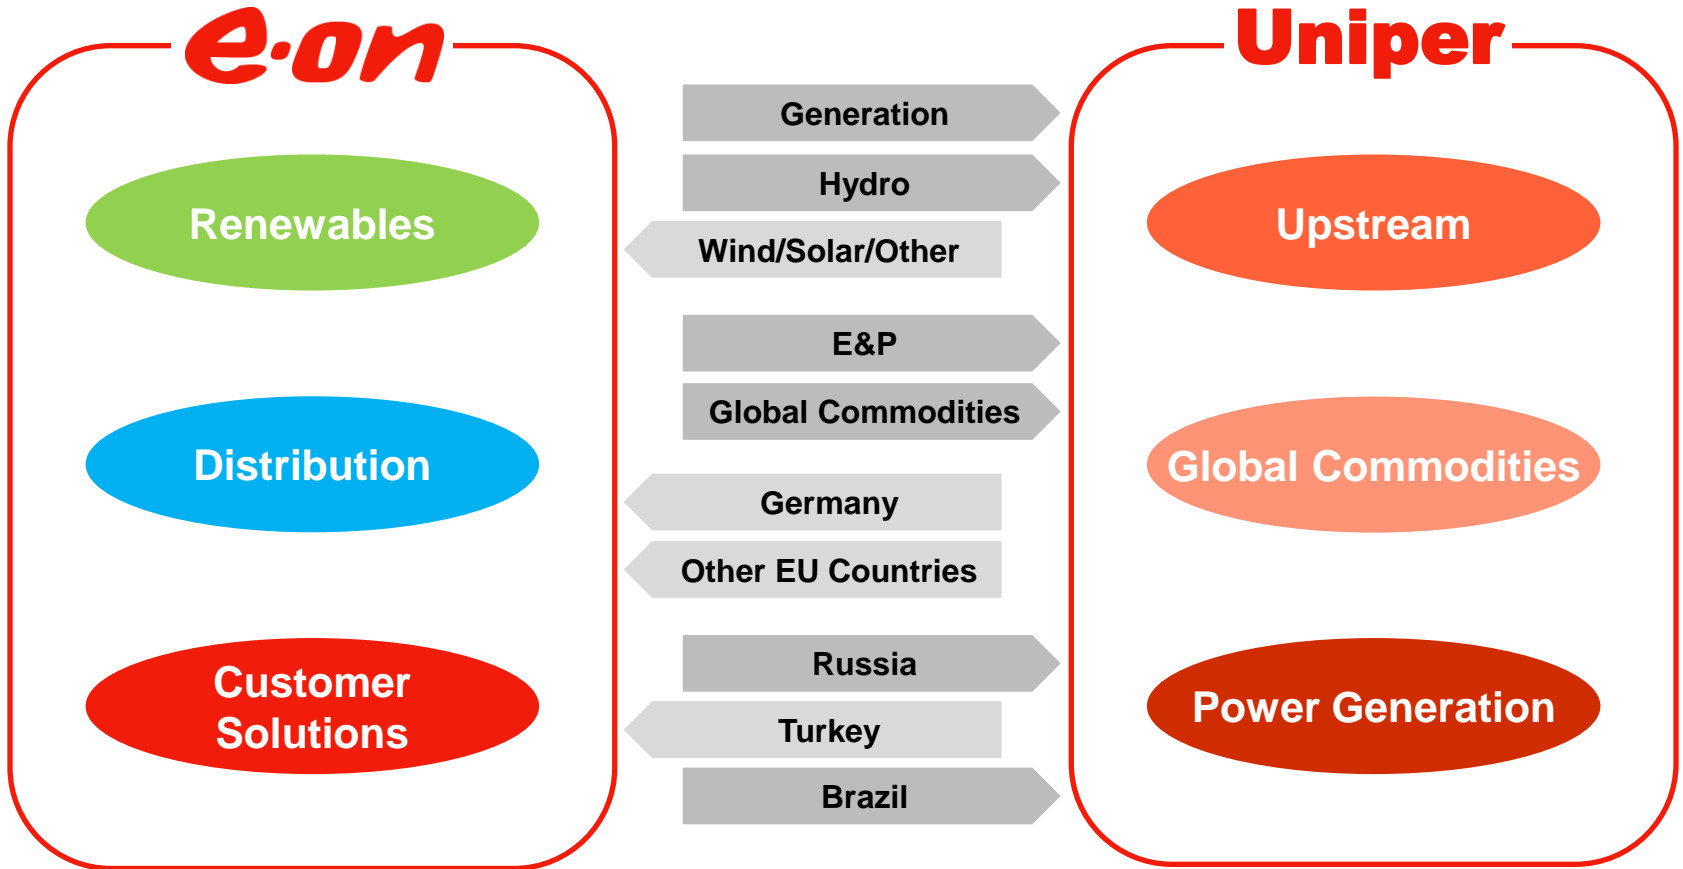 e·on
Renewables
Distribution
Customer
Solutions
Generation
Hydro
Wind/Solar/Other
E&P
Global Commodities
Germany
Other EU Countries
Russia
Turkey
Brazil
Uniper
Upstream
Global Commodities
Power Generation